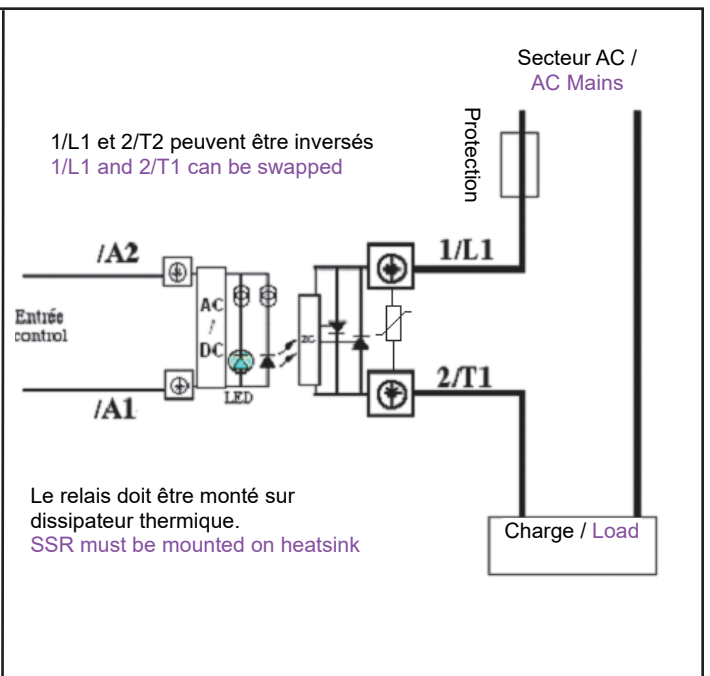 Secteur AC /
AC Mains
Protection
1/L1 et 2/T2 peuvent être inversés
1/L1 and 2/T1 can be swapped
/A2
1/L1
Entrée
control
AC
/
DC
ZC
LED
/A1
2/T1
Le relais doit être monté sur
dissipateur thermique.
SSR must be mounted on heatsink
Charge / Load